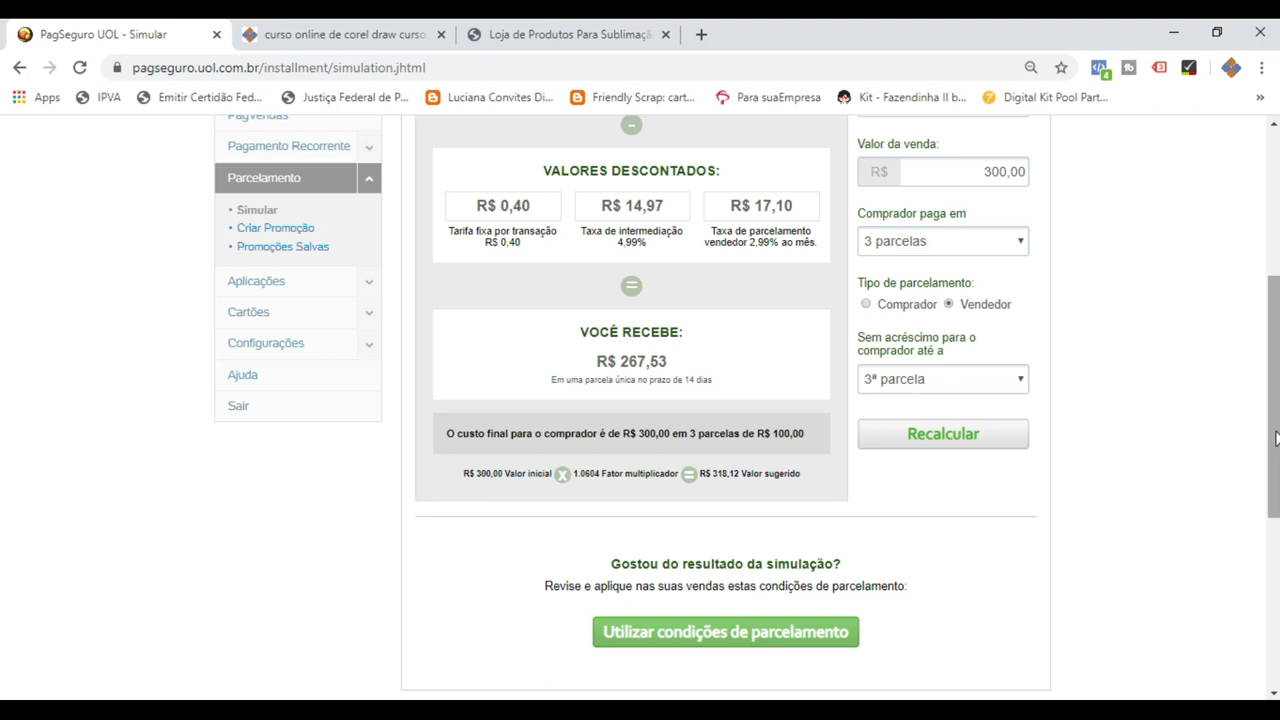 PagSeguro UOL - Simular
curso online de corel draw curso
Loja de Produtos Para Sublimaçã
pagseguro.uol.com.br/installment/simulation.jhtml
Apps
IPVA
Emitir Certidão Fed...
Justiça Federal de P...
Luciana Convites Di...
Friendly Scrap: cart...
Para suaEmpresa
Kit - Fazendinha II b...
Digital Kit Pool Part...
»
PagVendas
Pagamento Recorrente
Parcelamento
• Simular
• Criar Promoção
• Promoções Salvas
Aplicações
Cartões
Configurações
Ajuda
Sair
VALORES DESCONTADOS:
R$ 0,40
Tarifa fixa por transação
R$ 0,40
R$ 14,97
Taxa de intermediação
4,99%
R$ 17,10
Taxa de parcelamento
vendedor 2,99% ao mês.
VOCÊ RECEBE:
R$ 267,53
Em uma parcela única no prazo de 14 dias
O custo final para o comprador é de R$ 300,00 em 3 parcelas de R$ 100,00
R$ 300,00 Valor inicial x 1.0604 Fator multiplicador = R$ 318,12 Valor sugerido
Valor da venda:
R$ 300,00
Comprador paga em
3 parcelas
Tipo de parcelamento:
Comprador Vendedor
Sem acréscimo para o
comprador até a
3ª parcela
Recalcular
Gostou do resultado da simulação?
Revise e aplique nas suas vendas estas condições de parcelamento:
Utilizar condições de parcelamento